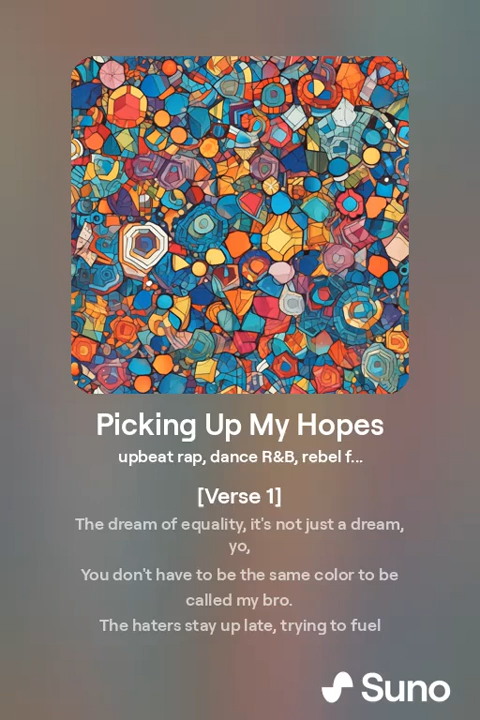 Picking Up My Hopes
upbeat rap, dance R&B, rebel f...
[Verse 1]
The dream of equality, it's not just a dream,
yo,
You don't have to be the same color to be
called my bro.
The haters stay up late, trying to fuel
Suno